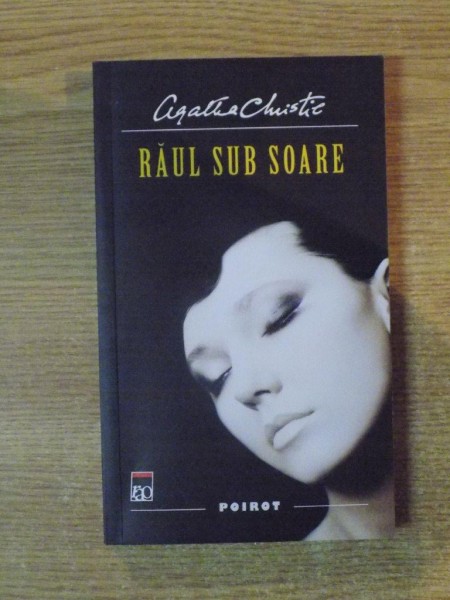 Agatha Christie
RĂUL SUB SOARE
rao
POIROT